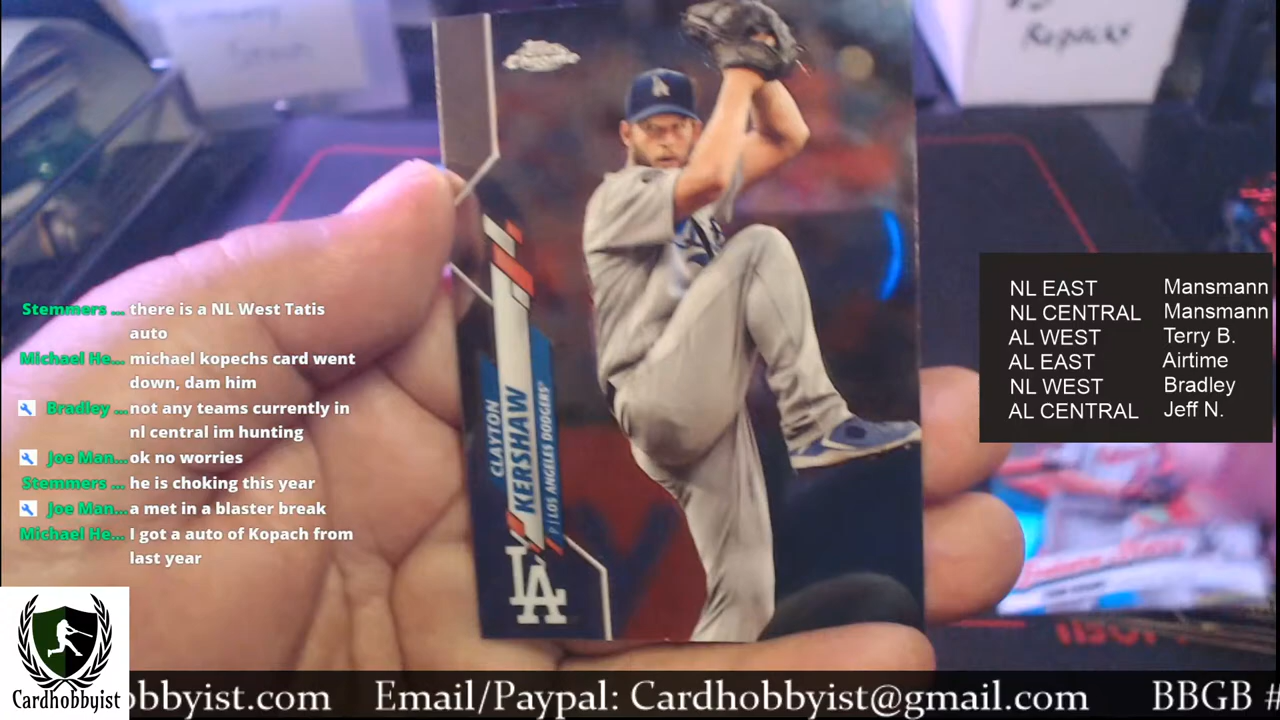 Repacks
LA
CLAYTON
KERSHAW
P | LOS ANGELES DODGERS®
LA
Stemmers ... there is a NL West Tatis
auto
Michael He... michael kopechs card went
down, dam him
Bradley ... not any teams currently in
nl central im hunting
Joe Man... ok no worries
Stemmers ... he is choking this year
Joe Man... a met in a blaster break
Michael He... I got a auto of Kopach from
last year
NL EAST Mansmann
NL CENTRAL Mansmann
AL WEST Terry B.
AL EAST Airtime
NL WEST Bradley
AL CENTRAL Jeff N.
Cardhobbyist
obbyist.com Email/Paypal: Cardhobbyist@gmail.com BBGB #